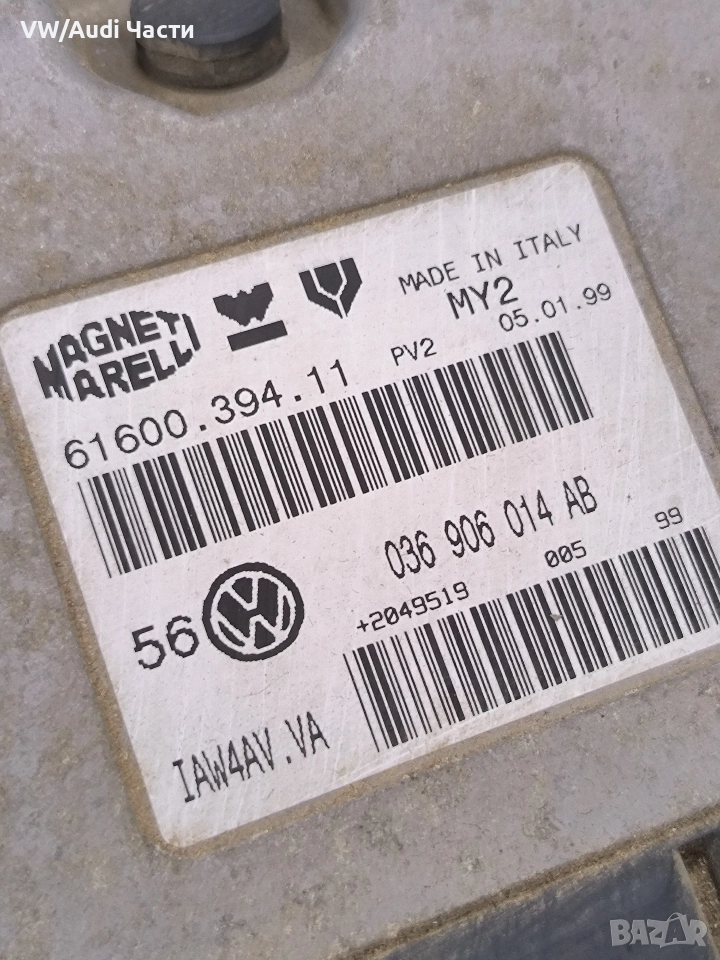 VW/Audi Части
MAGNETI MARELLI
MADE IN ITALY
MY2
05.01.99
61600.394.11 PV2
036 906 014 AB
56
+2049519 005 99
IAW4AV.VA
BAZAR